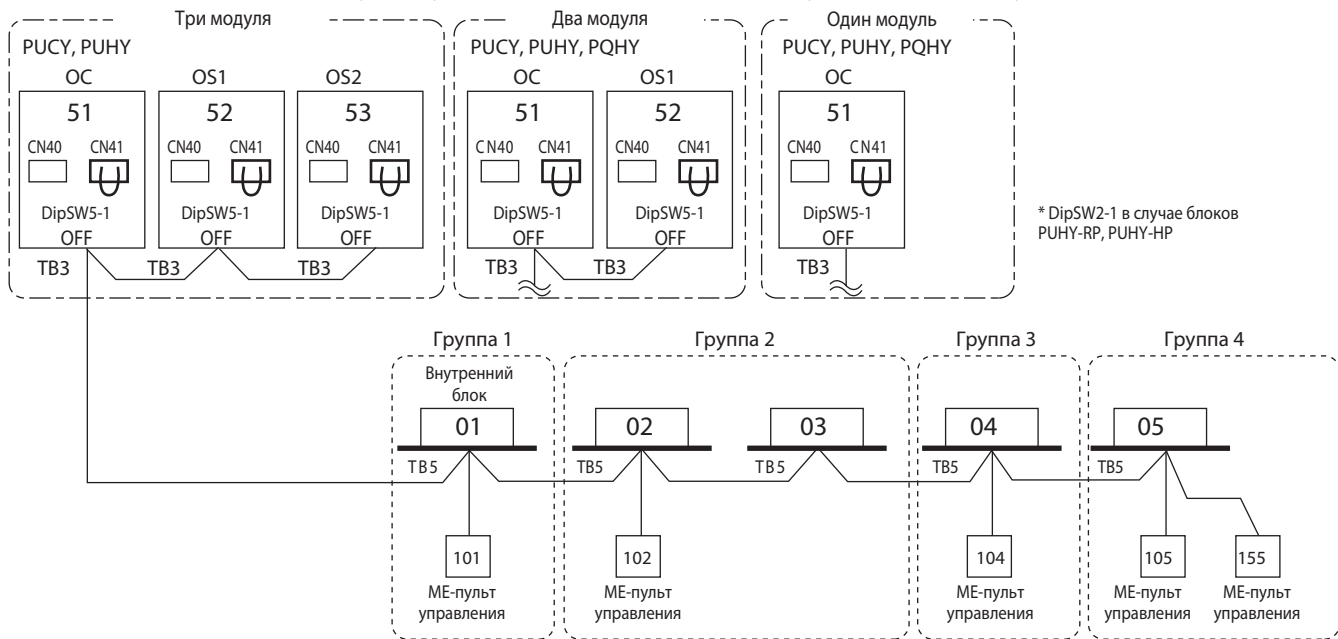 Три модуля
Два модуля
Один модуль
PUCY, PUHY
PUCY, PUHY, PQHY
PUCY, PUHY, PQHY
OC
OS1
OS2
OC
OS1
OC
51
52
53
51
52
51
CN40
CN41
CN40
CN41
CN40
CN41
CN40
CN41
CN40
CN41
CN40
CN41
DipSW5-1
DipSW5-1
DipSW5-1
DipSW5-1
DipSW5-1
DipSW5-1
OFF
OFF
OFF
OFF
OFF
OFF
TB3
TB3
TB3
TB3
TB3
TB3
* DipSW2-1 в случае блоков
PUHY-RP, PUHY-HP
Группа 1
Группа 2
Группа 3
Группа 4
Внутренний
блок
01
02
03
04
05
TB5
TB5
TB5
TB5
TB5
101
102
104
105
155
МЕ-пульт
управления
МЕ-пульт
управления
МЕ-пульт
управления
МЕ-пульт
управления
МЕ-пульт
управления